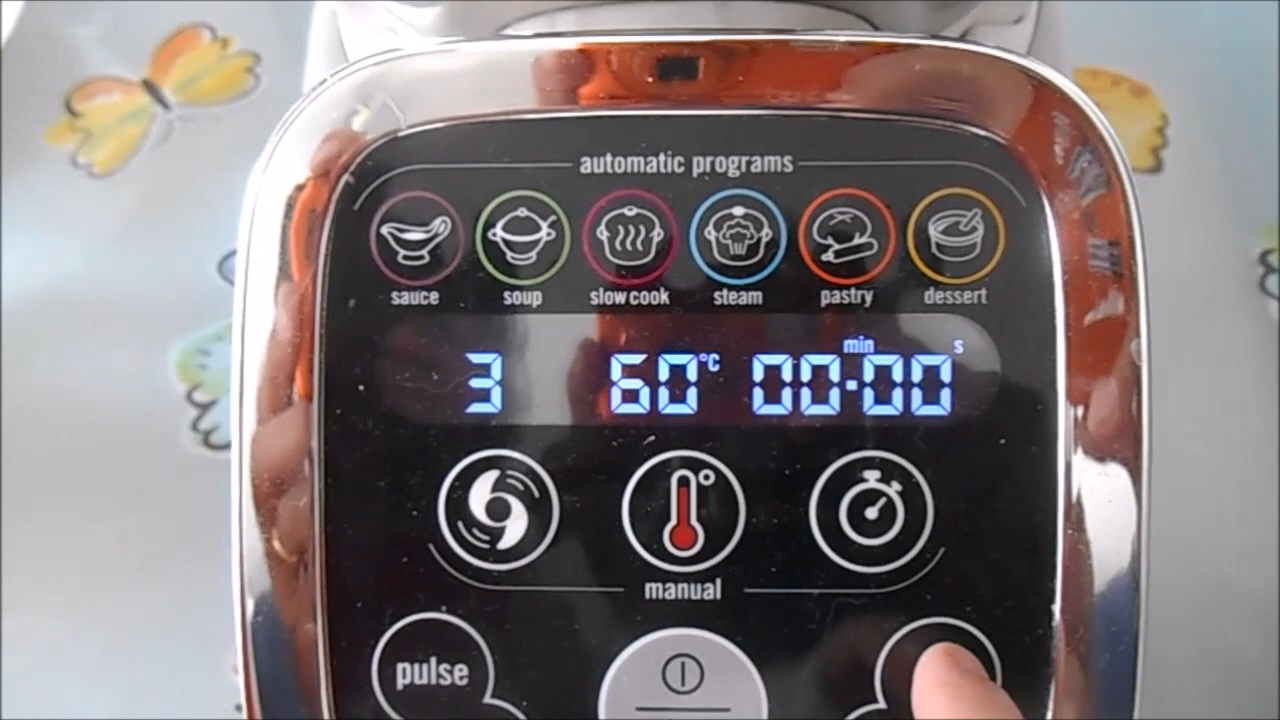 automatic programs
sauce soup slow cook steam pastry dessert
min s
3 60°C 00:00
manual
pulse